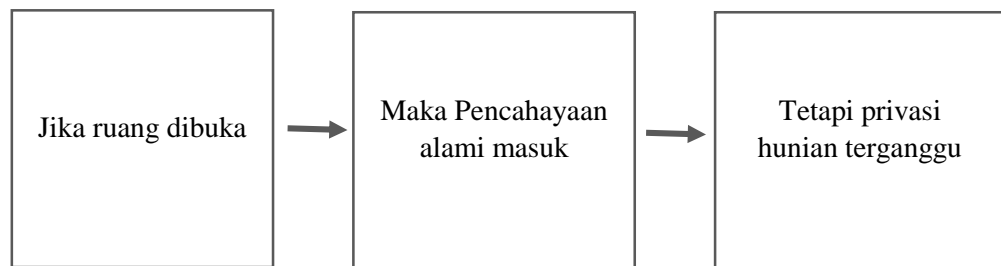 Jika ruang dibuka
Maka Pencahayaan
alami masuk
Tetapi privasi
hunian terganggu